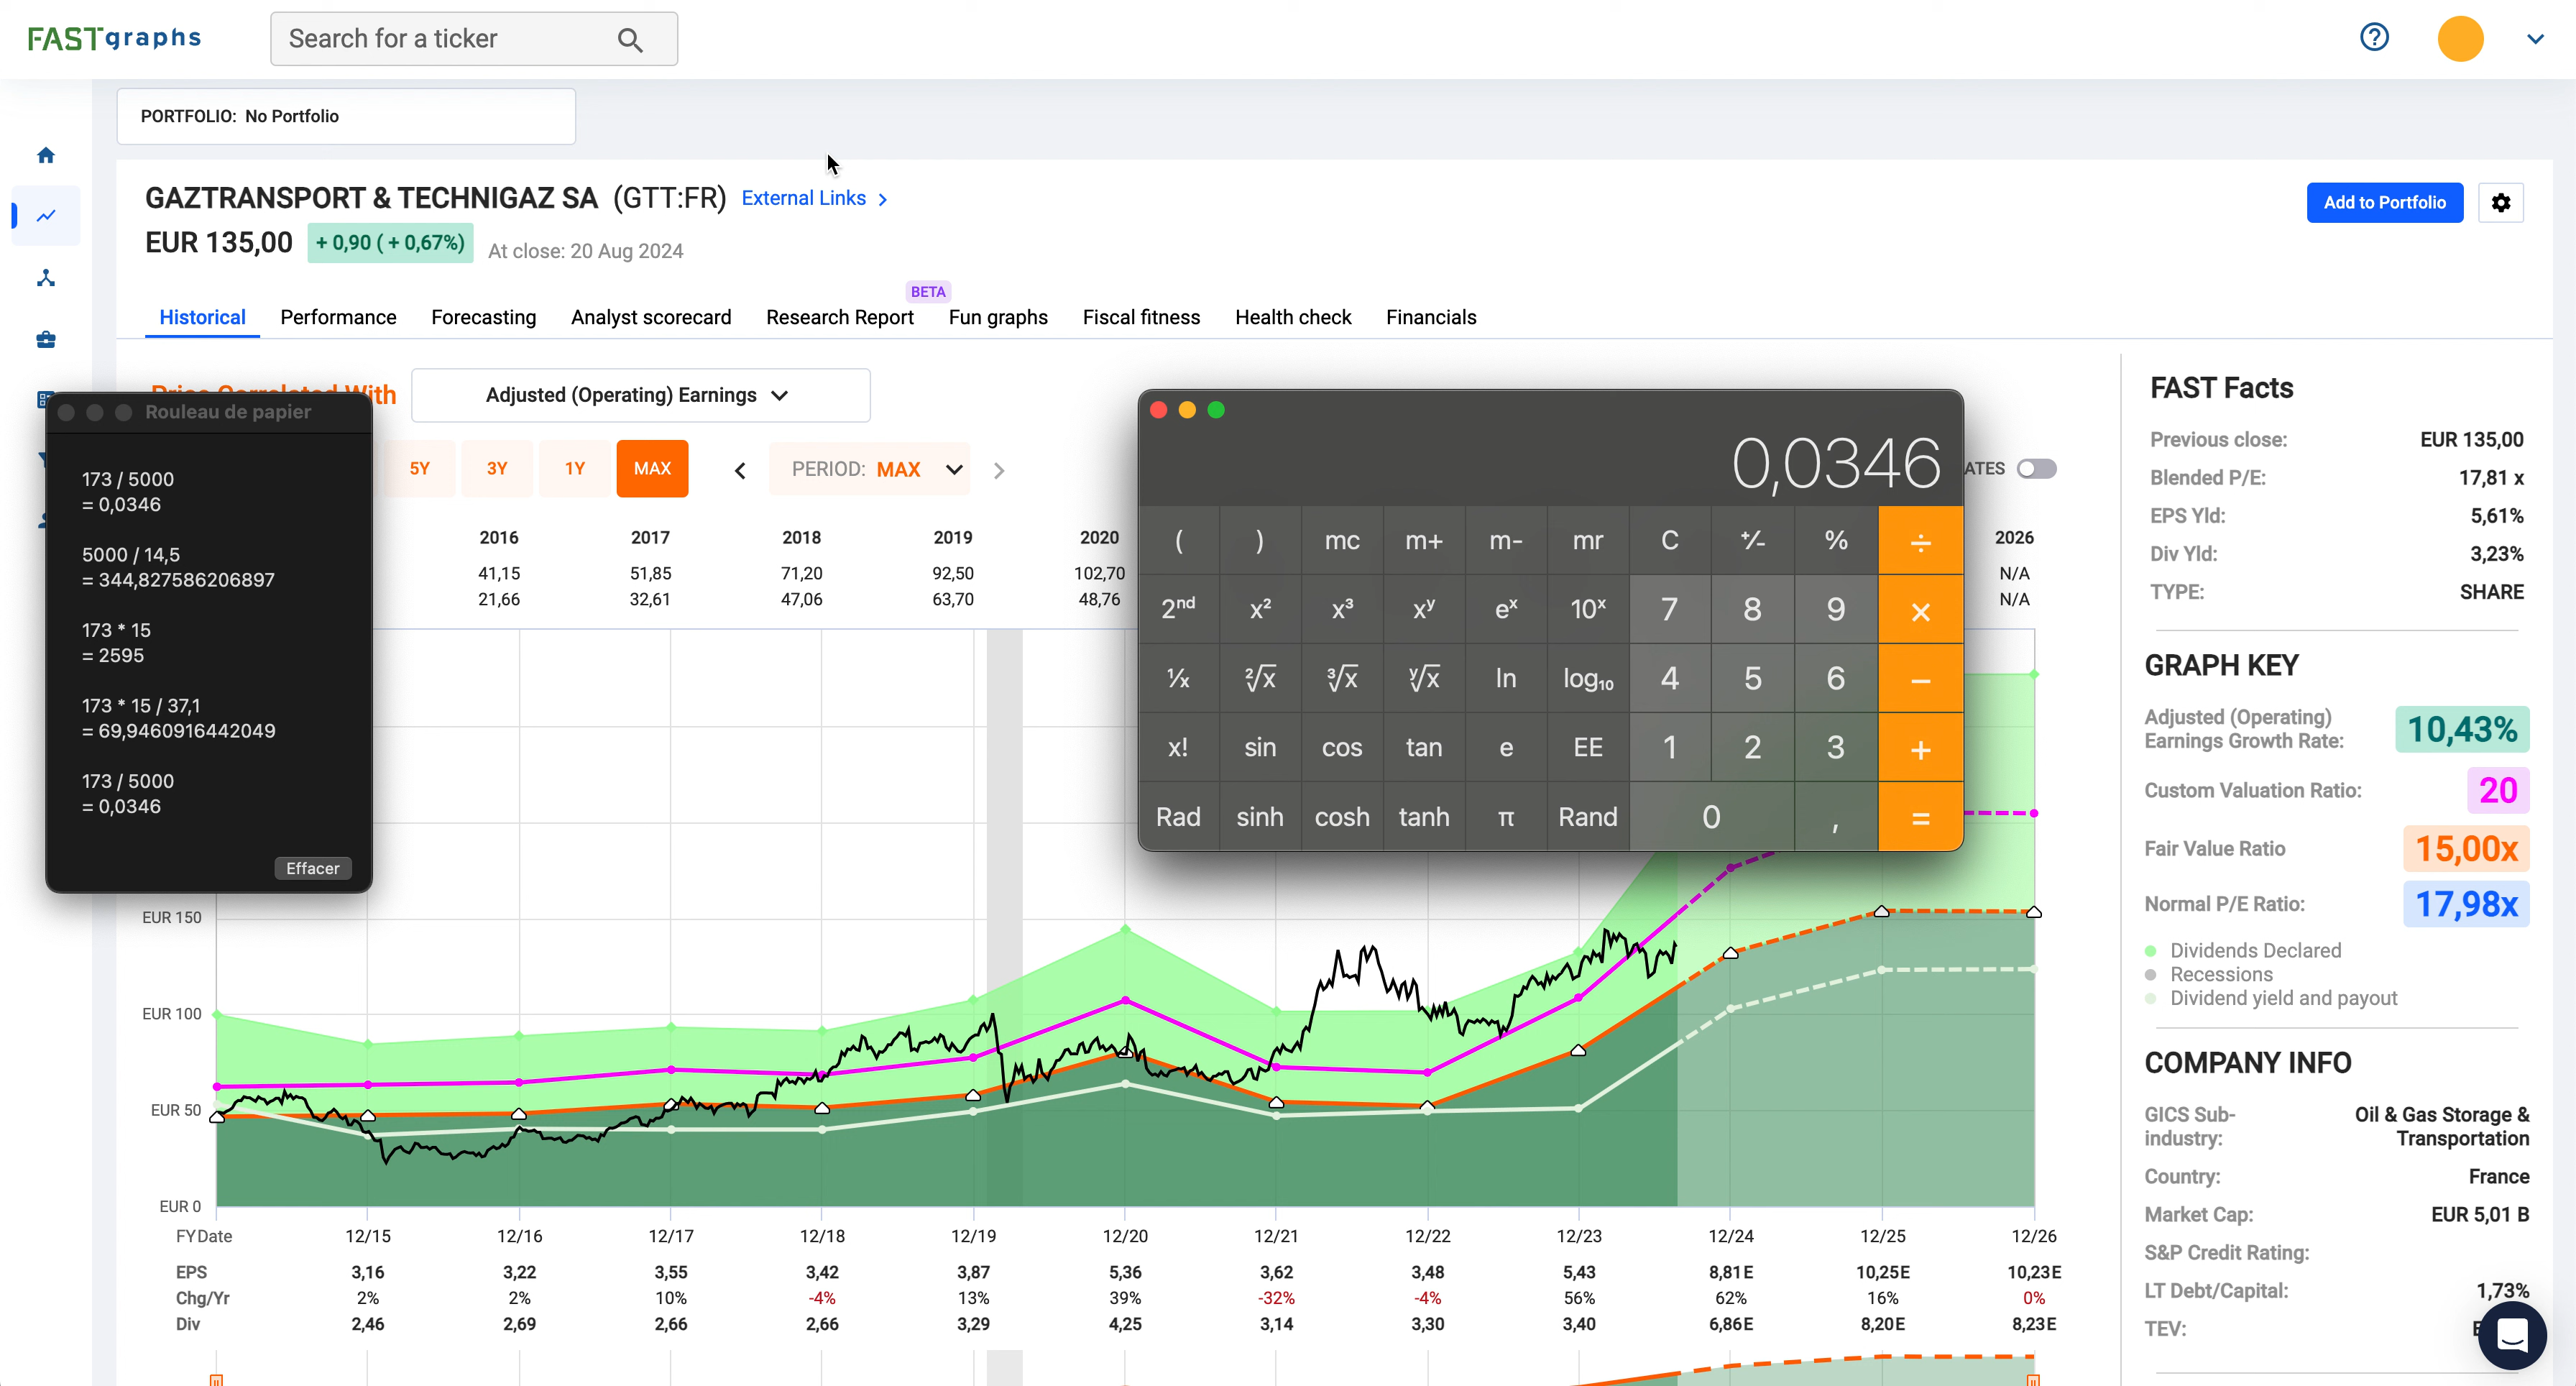 FASTgraphs
Search for a ticker
PORTFOLIO: No Portfolio
GAZTRANSPORT & TECHNIGAZ SA (GTT:FR) External Links
EUR 135,00 + 0,90 ( + 0,67%) At close: 20 Aug 2024
Add to Portfolio
BETA
Historical Performance Forecasting Analyst scorecard Research Report Fun graphs Fiscal fitness Health check Financials
Price Correlated With
Adjusted (Operating) Earnings
5Y 3Y 1Y MAX PERIOD: MAX
ATES
2016 2017 2018 2019 2020 2026
41,15 51,85 71,20 92,50 102,70 N/A
21,66 32,61 47,06 63,70 48,76 N/A
Rouleau de papier
173 / 5000
= 0,0346
5000 / 14,5
= 344,827586206897
173 * 15
= 2595
173 * 15 / 37,1
= 69,9460916442049
173 / 5000
= 0,0346
Effacer
0,0346
( ) mc m+ m- mr C +/- % ÷
2nd x² x³ xʸ eˣ 10ˣ 7 8 9 ×
1/x ²√x ³√x ʸ√x ln log₁₀ 4 5 6 −
x! sin cos tan e EE 1 2 3 +
Rad sinh cosh tanh π Rand 0 , =
EUR 150
EUR 100
EUR 50
EUR 0
FY Date 12/15 12/16 12/17 12/18 12/19 12/20 12/21 12/22 12/23 12/24 12/25 12/26
EPS 3,16 3,22 3,55 3,42 3,87 5,36 3,62 3,48 5,43 8,81E 10,25E 10,23E
Chg/Yr 2% 2% 10% -4% 13% 39% -32% -4% 56% 62% 16% 0%
Div 2,46 2,69 2,66 2,66 3,29 4,25 3,14 3,30 3,40 6,86E 8,20E 8,23E
FAST Facts
Previous close: EUR 135,00
Blended P/E: 17,81 x
EPS Yld: 5,61%
Div Yld: 3,23%
TYPE: SHARE
GRAPH KEY
Adjusted (Operating)
Earnings Growth Rate: 10,43%
Custom Valuation Ratio: 20
Fair Value Ratio 15,00x
Normal P/E Ratio: 17,98x
Dividends Declared
Recessions
Dividend yield and payout
COMPANY INFO
GICS Sub-
industry: Oil & Gas Storage &
Transportation
Country: France
Market Cap: EUR 5,01 B
S&P Credit Rating:
LT Debt/Capital: 1,73%
TEV: